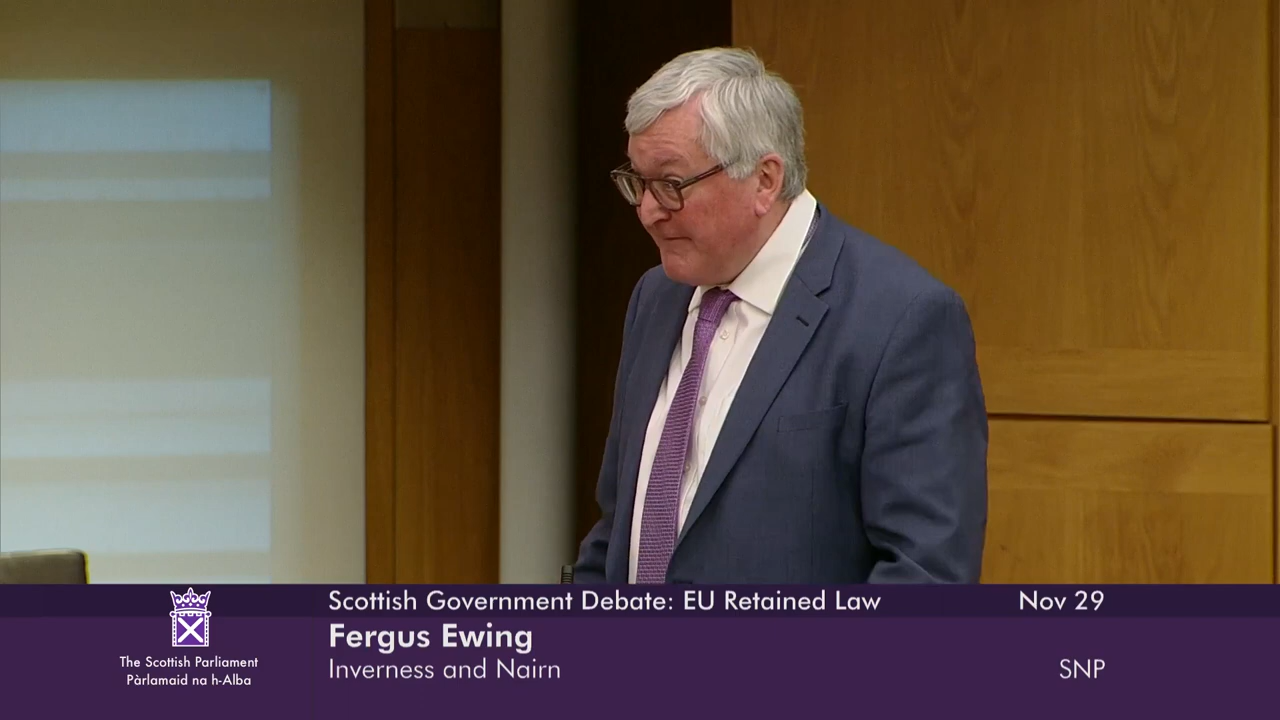 Scottish Government Debate: EU Retained Law Nov 29
Fergus Ewing
Inverness and Nairn SNP
The Scottish Parliament
Pàrlamaid na h-Alba